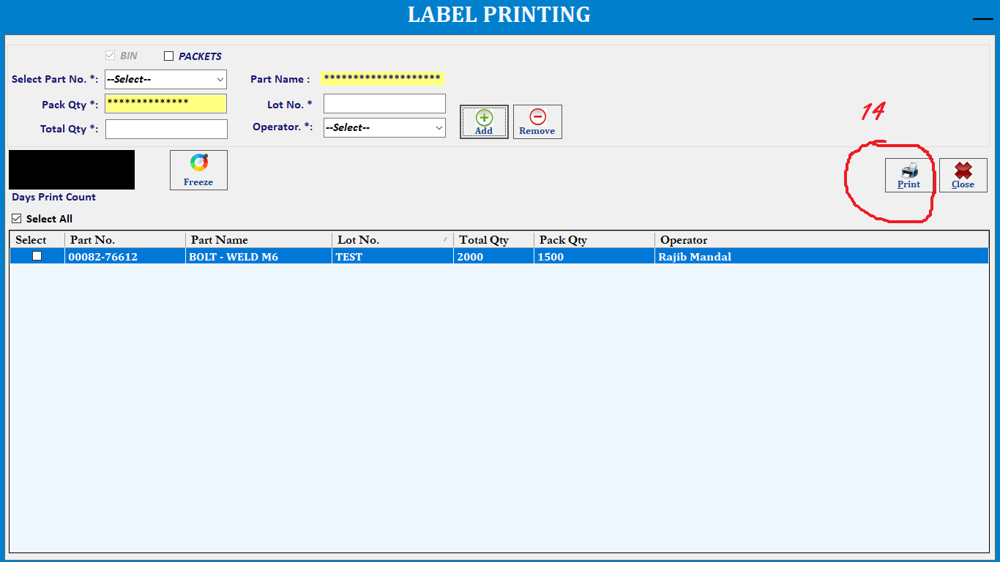 LABEL PRINTING
BIN PACKETS
Select Part No. *: --Select-- Part Name : ********************
Pack Qty *: ************** Lot No. *
Total Qty *: Operator. *: --Select-- Add Remove
14
Freeze Print Close
Days Print Count
Select All
Select Part No. Part Name Lot No. Total Qty Pack Qty Operator
00082-76612 BOLT - WELD M6 TEST 2000 1500 Rajib Mandal